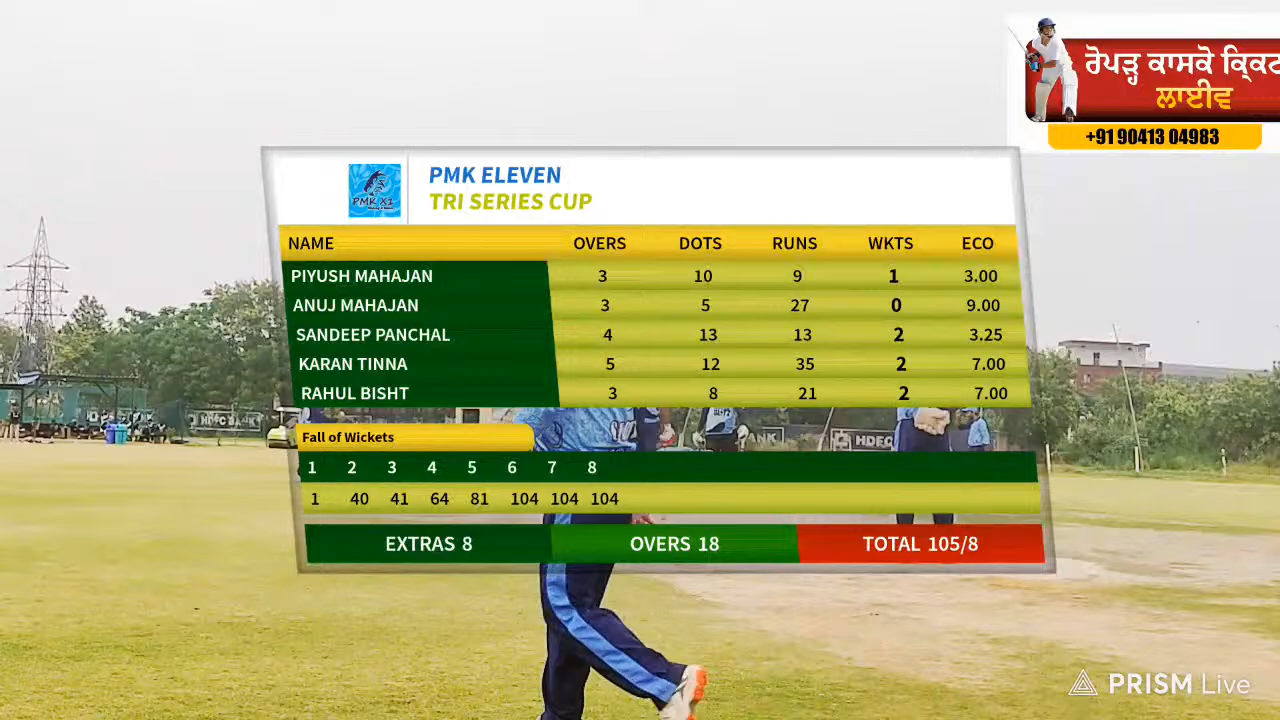 ਰੋਪੜ੍ਹ ਕਾਸਕੋ ਕ੍ਰਿਕਟ
ਲਾਈਵ
+91 90413 04983
PMK X1
PMK ELEVEN
TRI SERIES CUP
NAME OVERS DOTS RUNS WKTS ECO
PIYUSH MAHAJAN 3 10 9 1 3.00
ANUJ MAHAJAN 3 5 27 0 9.00
SANDEEP PANCHAL 4 13 13 2 3.25
KARAN TINNA 5 12 35 2 7.00
RAHUL BISHT 3 8 21 2 7.00
HDFC BANK
Fall of Wickets
1 2 3 4 5 6 7 8
1 40 41 64 81 104 104 104
EXTRAS 8 OVERS 18 TOTAL 105/8
PRISM Live